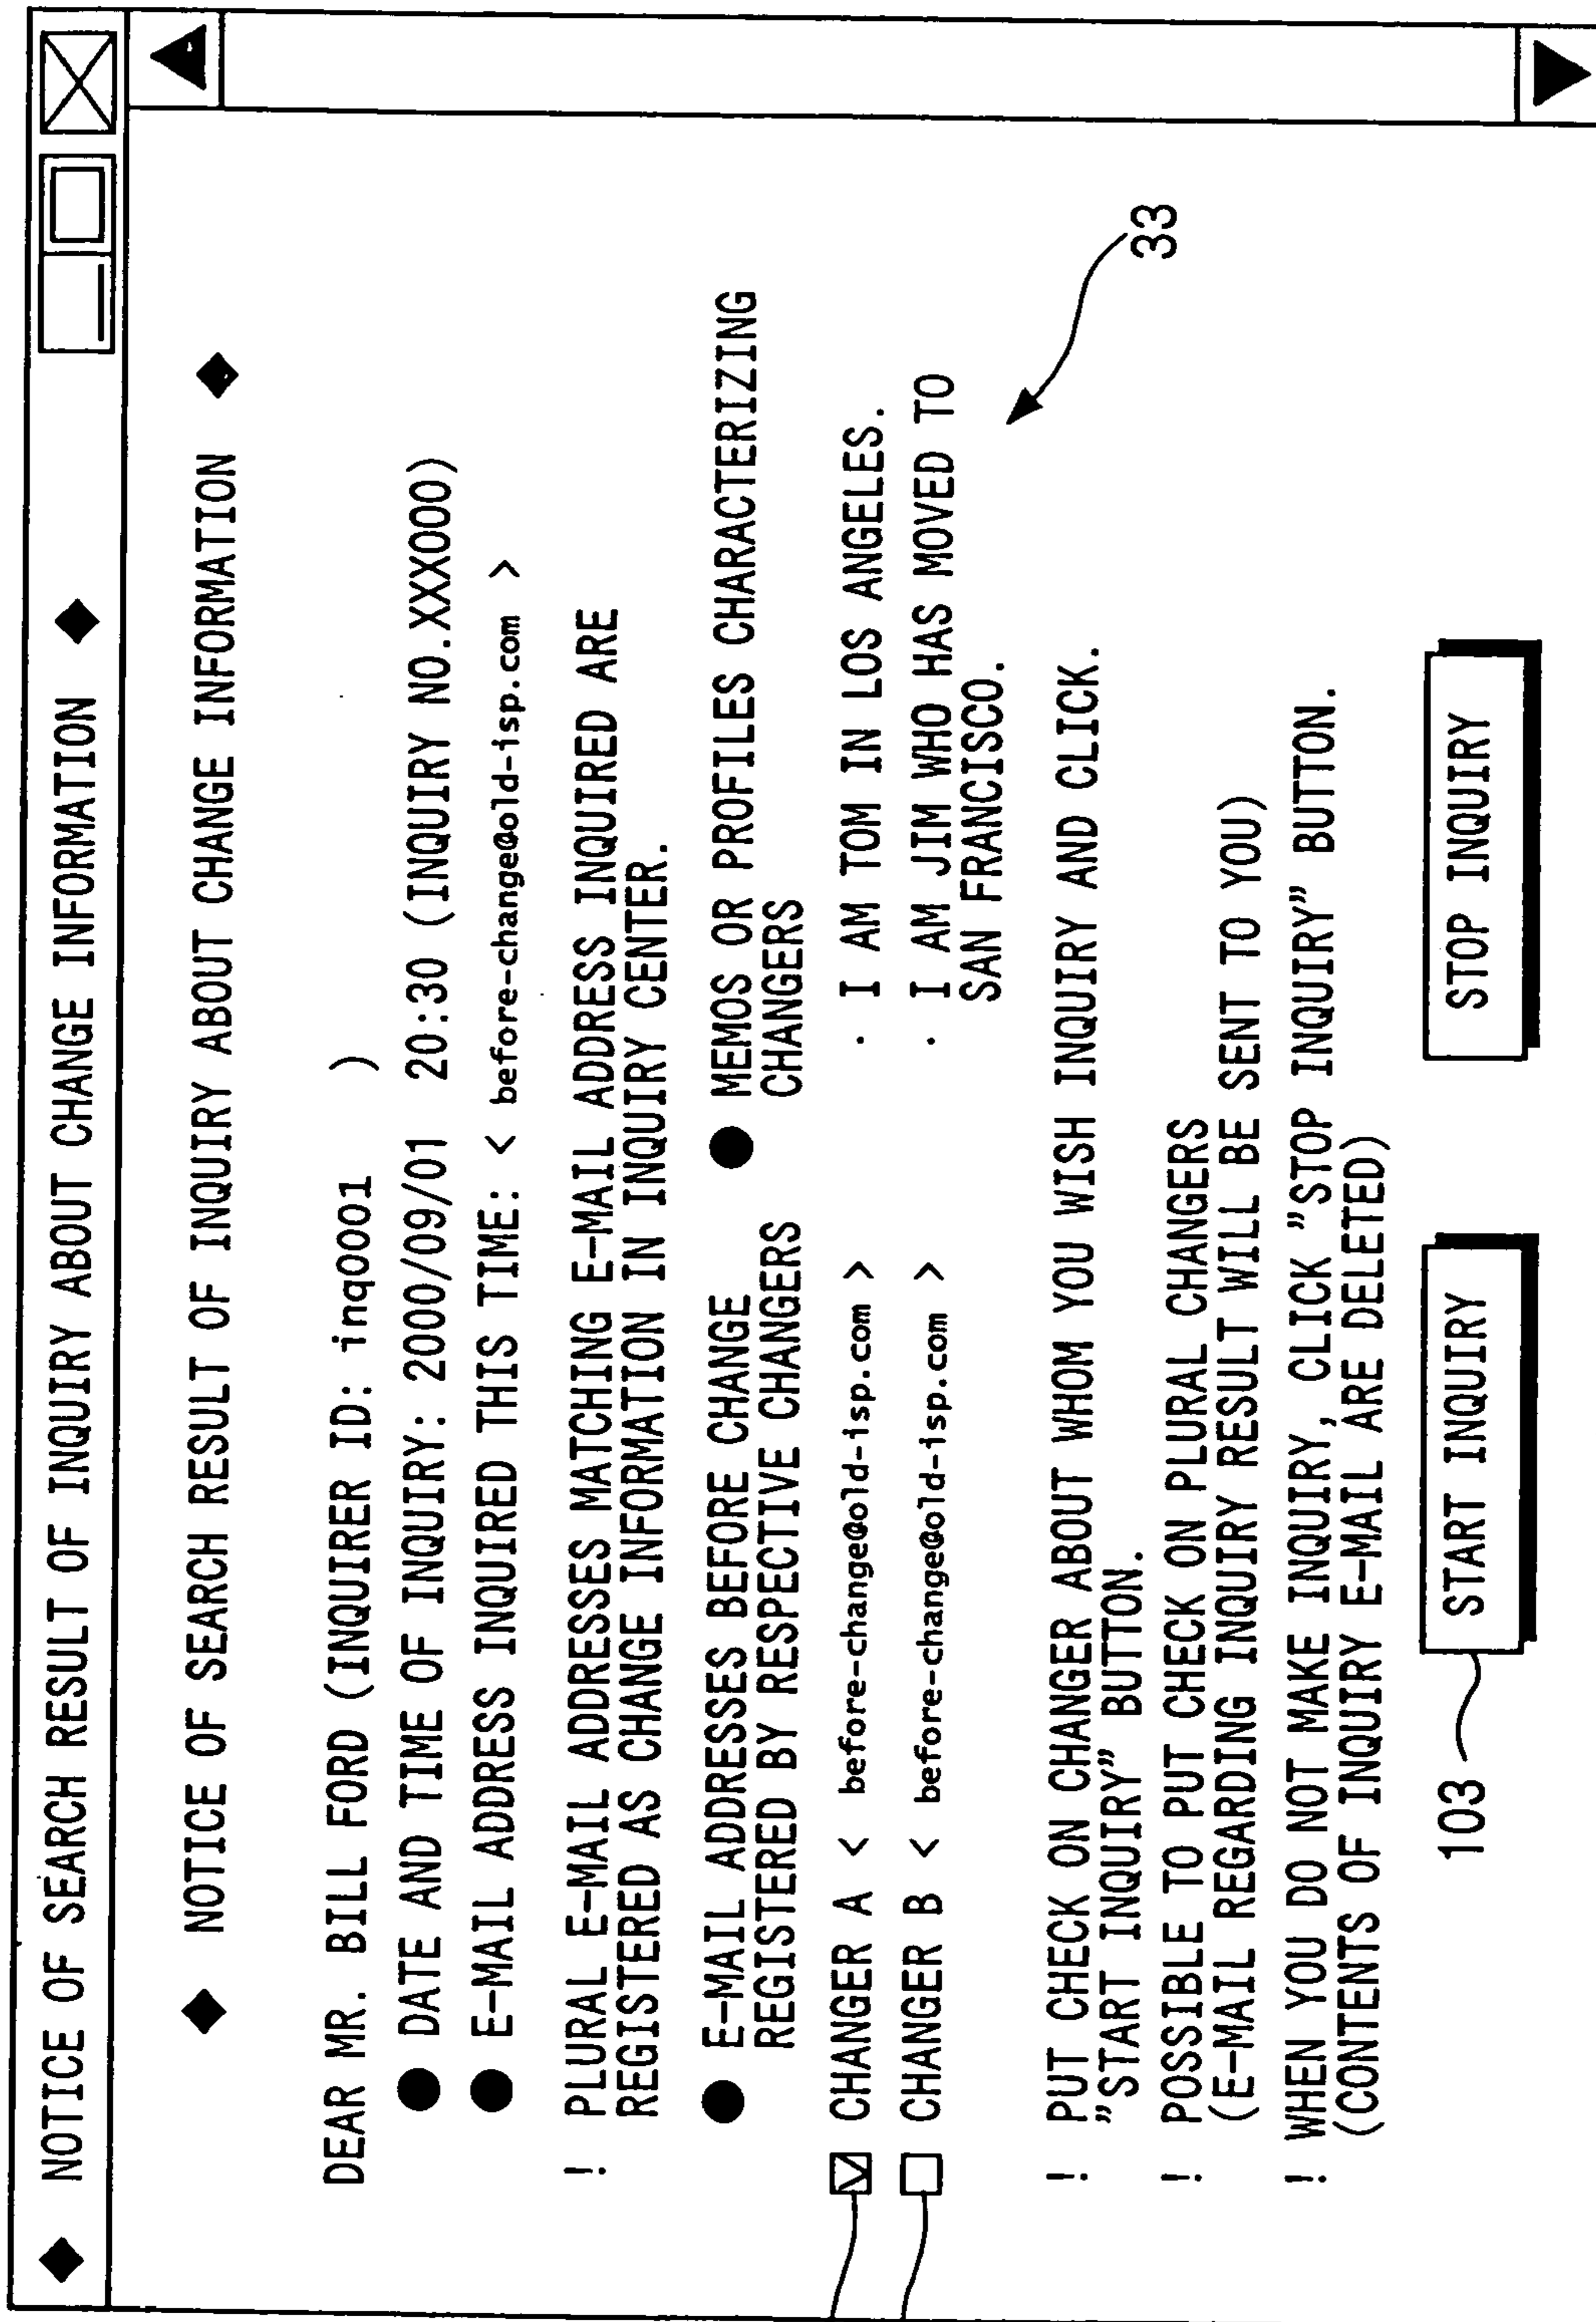 ◆ NOTICE OF SEARCH RESULT OF INQUIRY ABOUT CHANGE INFORMATION ◆
◆ NOTICE OF SEARCH RESULT OF INQUIRY ABOUT CHANGE INFORMATION ◆
DEAR MR. BILL FORD (INQUIRER ID: inq0001 )
● DATE AND TIME OF INQUIRY: 2000/09/01 20:30 (INQUIRY NO.XXX000)
● E-MAIL ADDRESS INQUIRED THIS TIME: < before-change@old-isp.com >
! PLURAL E-MAIL ADDRESSES MATCHING E-MAIL ADDRESS INQUIRED ARE
REGISTERED AS CHANGE INFORMATION IN INQUIRY CENTER.
● E-MAIL ADDRESSES BEFORE CHANGE
REGISTERED BY RESPECTIVE CHANGERS
● MEMOS OR PROFILES CHARACTERIZING
CHANGERS
CHANGER A < before-change@old-isp.com > . I AM TOM IN LOS ANGELES.
CHANGER B < before-change@old-isp.com > . I AM JIM WHO HAS MOVED TO
SAN FRANCISCO.
33
! PUT CHECK ON CHANGER ABOUT WHOM YOU WISH INQUIRY AND CLICK.
"START INQUIRY" BUTTON.
! POSSIBLE TO PUT CHECK ON PLURAL CHANGERS
(E-MAIL REGARDING INQUIRY RESULT WILL BE SENT TO YOU)
! WHEN YOU DO NOT MAKE INQUIRY, CLICK "STOP INQUIRY" BUTTON.
(CONTENTS OF INQUIRY E-MAIL ARE DELETED)
103 START INQUIRY STOP INQUIRY